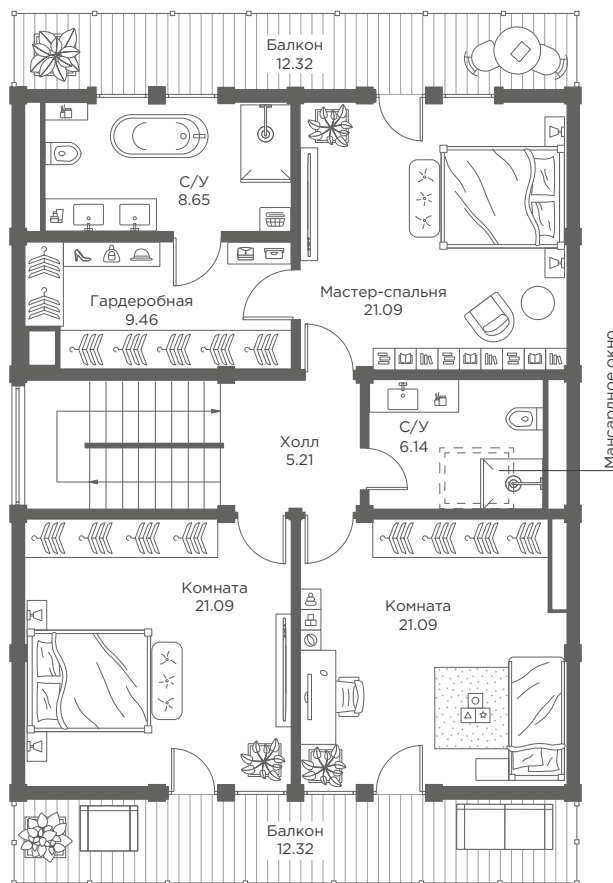 Балкон
12.32
С/У
8.65
Гардеробная
9.46
Мастер-спальня
21.09
Мансардное окно
С/У
6.14
Холл
5.21
Комната
21.09
Комната
21.09
Балкон
12.32